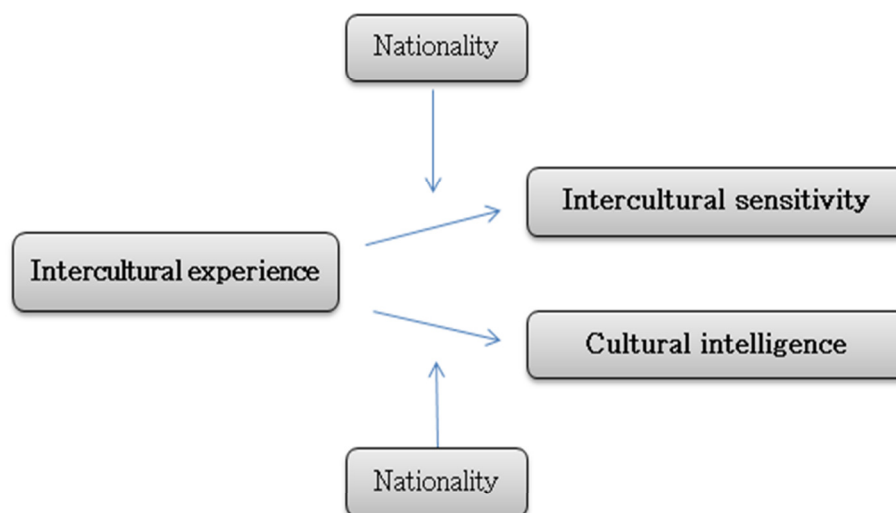 Nationality
Intercultural sensitivity
Intercultural experience
Cultural intelligence
Nationality